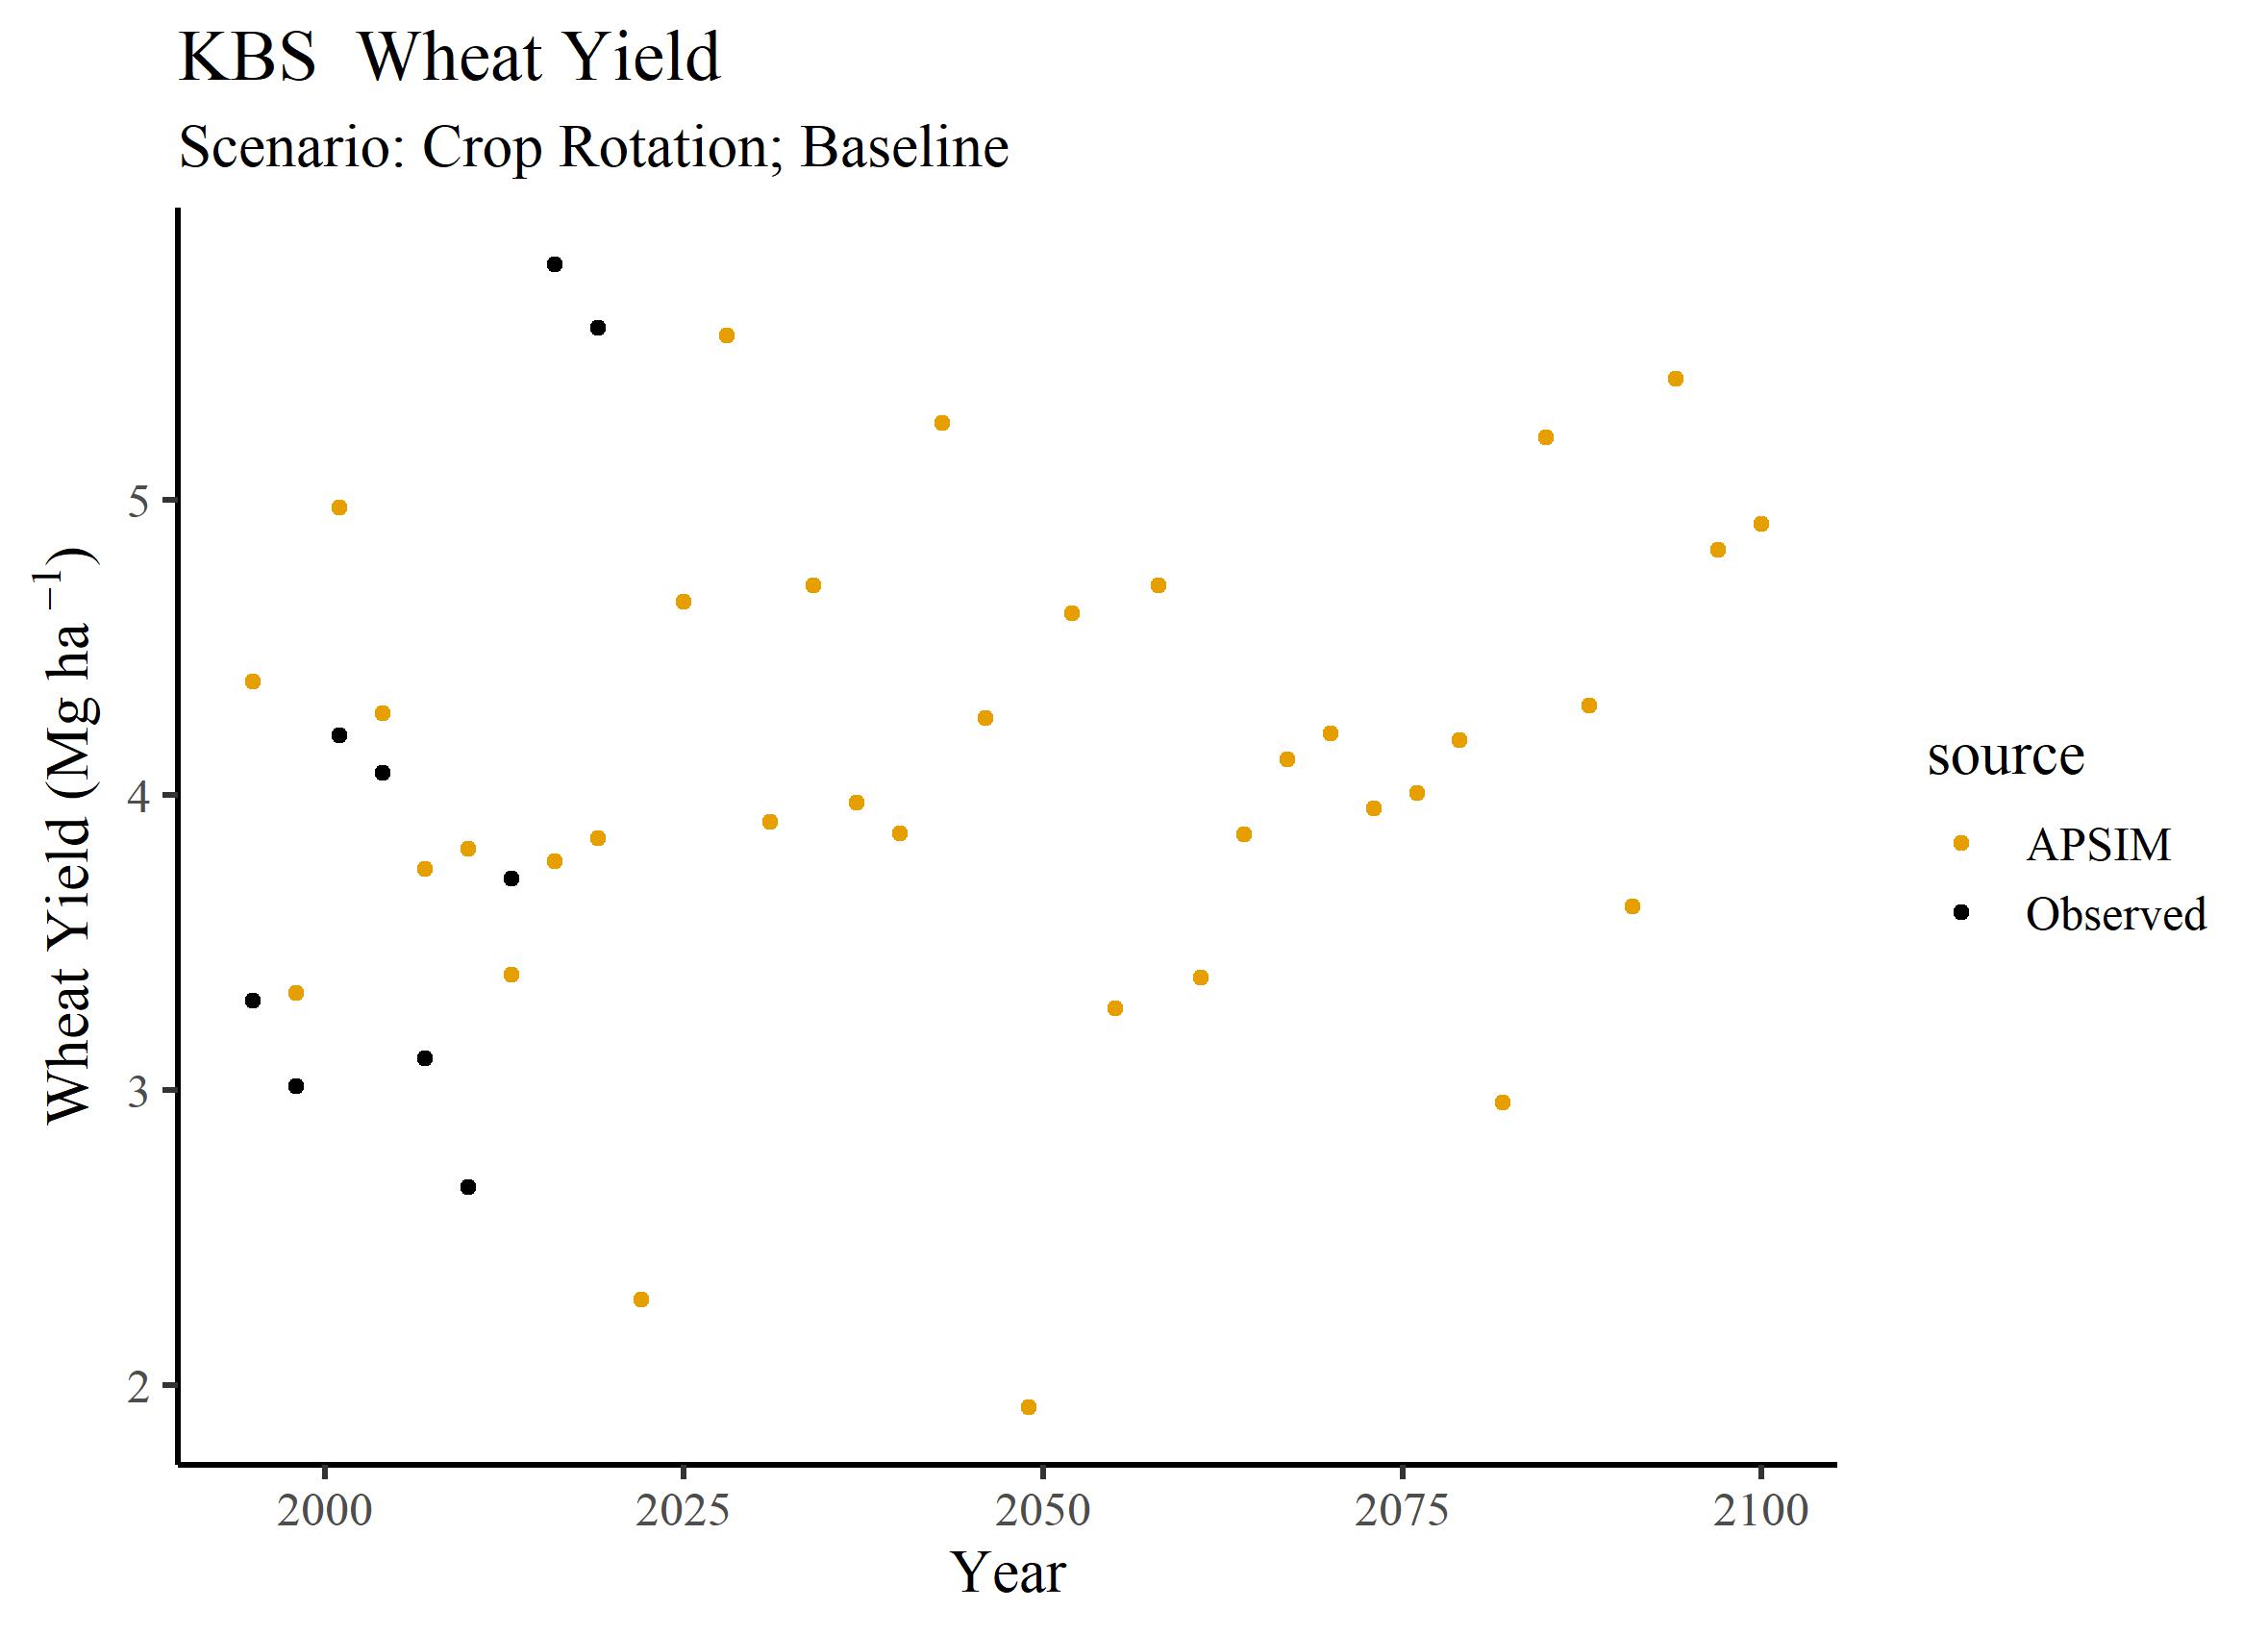 KBS  Wheat Yield
Scenario: Crop Rotation; Baseline
Wheat Yield (Mg ha⁻¹)
5
4
3
2
2000 2025 2050 2075 2100
Year
source
APSIM
Observed